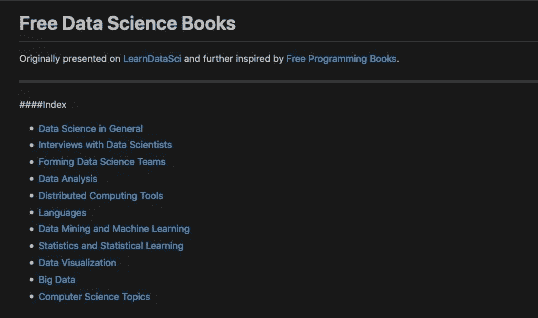 Free Data Science Books
Originally presented on LearnDataSci and further inspired by Free Programming Books.
####Index
• Data Science in General
• Interviews with Data Scientists
• Forming Data Science Teams
• Data Analysis
• Distributed Computing Tools
• Languages
• Data Mining and Machine Learning
• Statistics and Statistical Learning
• Data Visualization
• Big Data
• Computer Science Topics